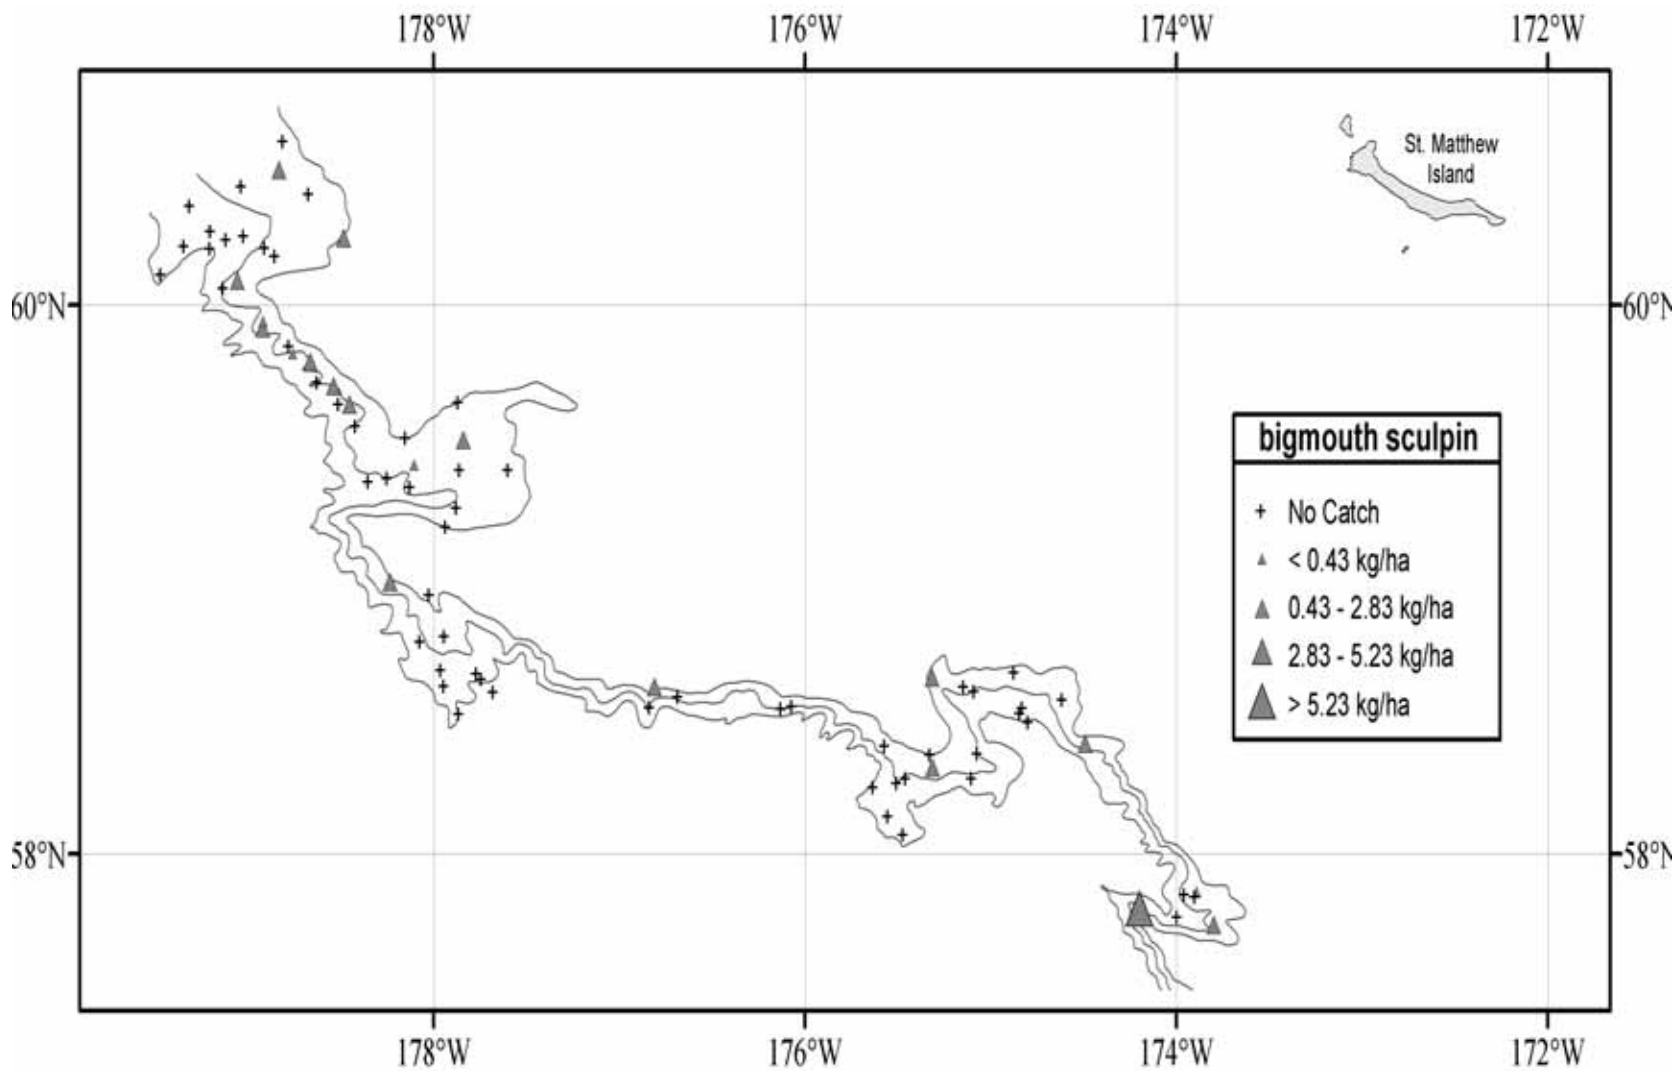 178°W 176°W 174°W 172°W
St. Matthew
Island
60°N 60°N
bigmouth sculpin
No Catch
< 0.43 kg/ha
0.43 - 2.83 kg/ha
2.83 - 5.23 kg/ha
> 5.23 kg/ha
58°N 58°N
178°W 176°W 174°W 172°W